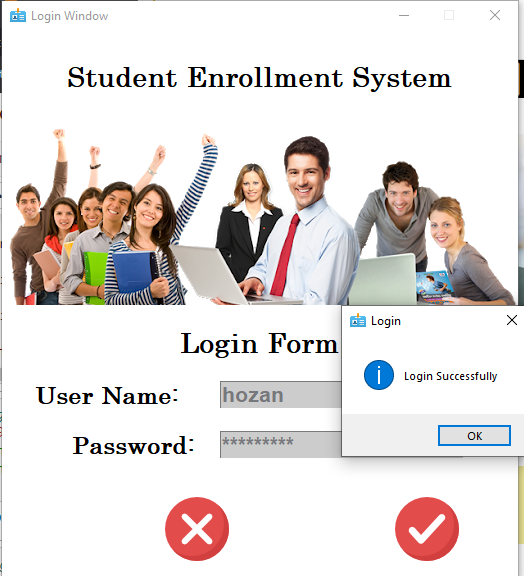 Login Window
Student Enrollment System
Login Form
User Name:
hozan
Password:
*********
Login
Login Successfully
OK